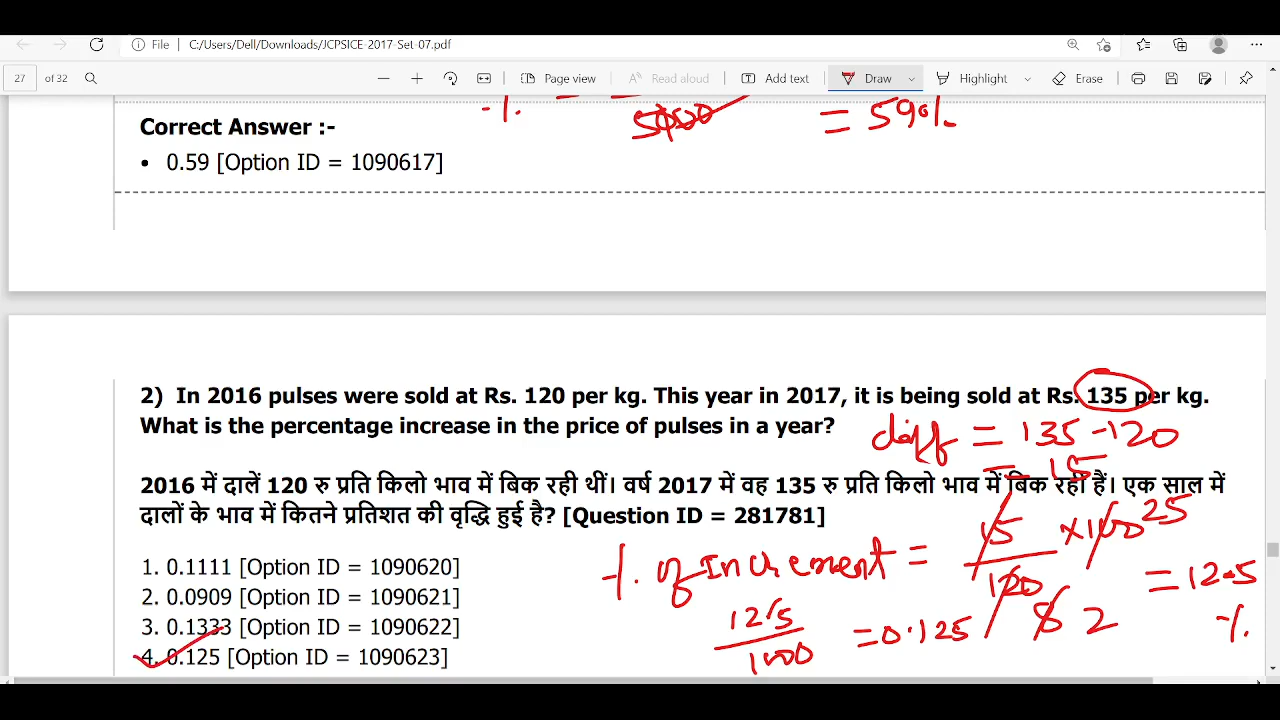 File C:/Users/Dell/Downloads/JCPSICE-2017-Set-07.pdf
27 of 32 Page view Read aloud Add text Draw Highlight Erase
= 59%
Correct Answer :-
• 0.59 [Option ID = 1090617]
2) In 2016 pulses were sold at Rs. 120 per kg. This year in 2017, it is being sold at Rs. 135 per kg.
What is the percentage increase in the price of pulses in a year?
diff = 135 - 120
= 15
2016 में दालें 120 रु प्रति किलो भाव में बिक रही थीं। वर्ष 2017 में वह 135 रु प्रति किलो भाव में बिक रही हैं। एक साल में
दालों के भाव में कितने प्रतिशत की वृद्धि हुई है? [Question ID = 281781]
% of Increment = 15/120 × 100 25
8 2
= 12.5 %
12.5/100 = 0.125
1. 0.1111 [Option ID = 1090620]
2. 0.0909 [Option ID = 1090621]
3. 0.1333 [Option ID = 1090622]
4. 0.125 [Option ID = 1090623]